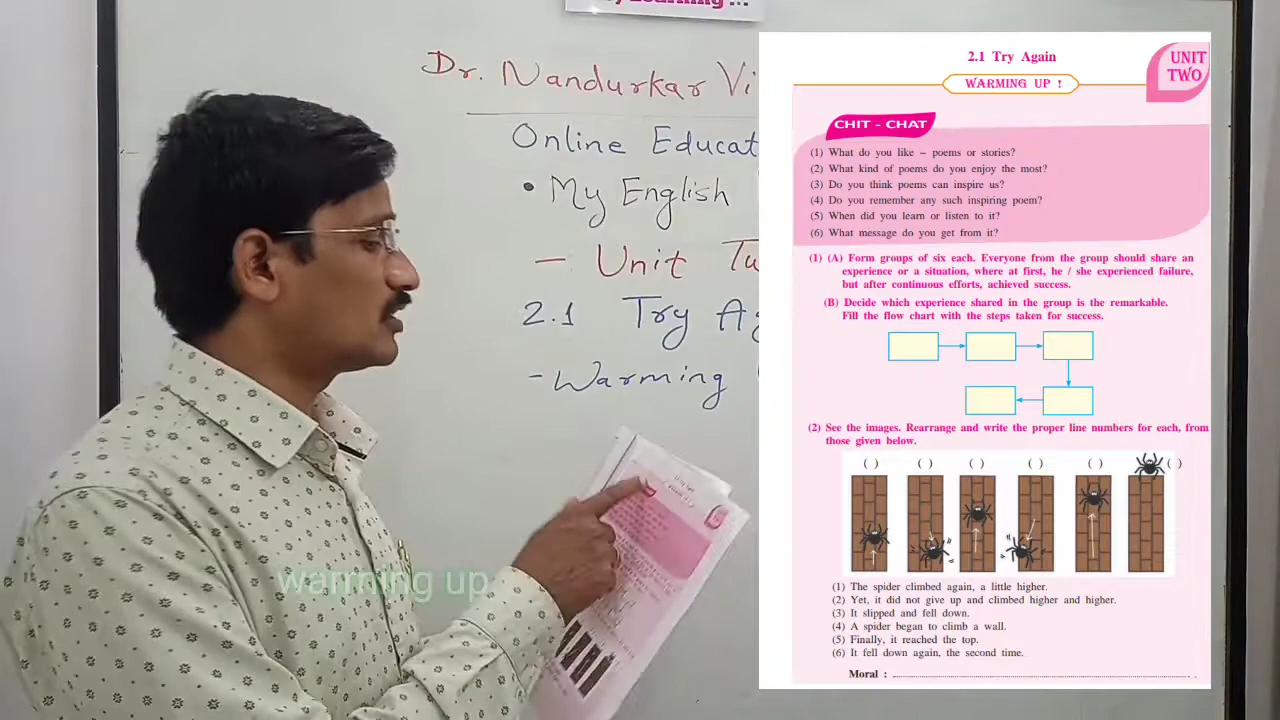 Learning ...
Dr. Nandurkar Vi
Online Educat
• My English
– Unit Tw
2.1 Try Ag
- Warming
warming up
2.1 Try Again
UNIT
TWO
WARMING UP !
CHIT - CHAT
(1) What do you like – poems or stories?
(2) What kind of poems do you enjoy the most?
(3) Do you think poems can inspire us?
(4) Do you remember any such inspiring poem?
(5) When did you learn or listen to it?
(6) What message do you get from it?
(1) (A) Form groups of six each. Everyone from the group should share an
experience or a situation, where at first, he / she experienced failure,
but after continuous efforts, achieved success.
(B) Decide which experience shared in the group is the remarkable.
Fill the flow chart with the steps taken for success.
(2) See the images. Rearrange and write the proper line numbers for each, from
those given below.
( ) ( ) ( ) ( ) ( ) ( )
(1) The spider climbed again, a little higher.
(2) Yet, it did not give up and climbed higher and higher.
(3) It slipped and fell down.
(4) A spider began to climb a wall.
(5) Finally, it reached the top.
(6) It fell down again, the second time.
Moral :